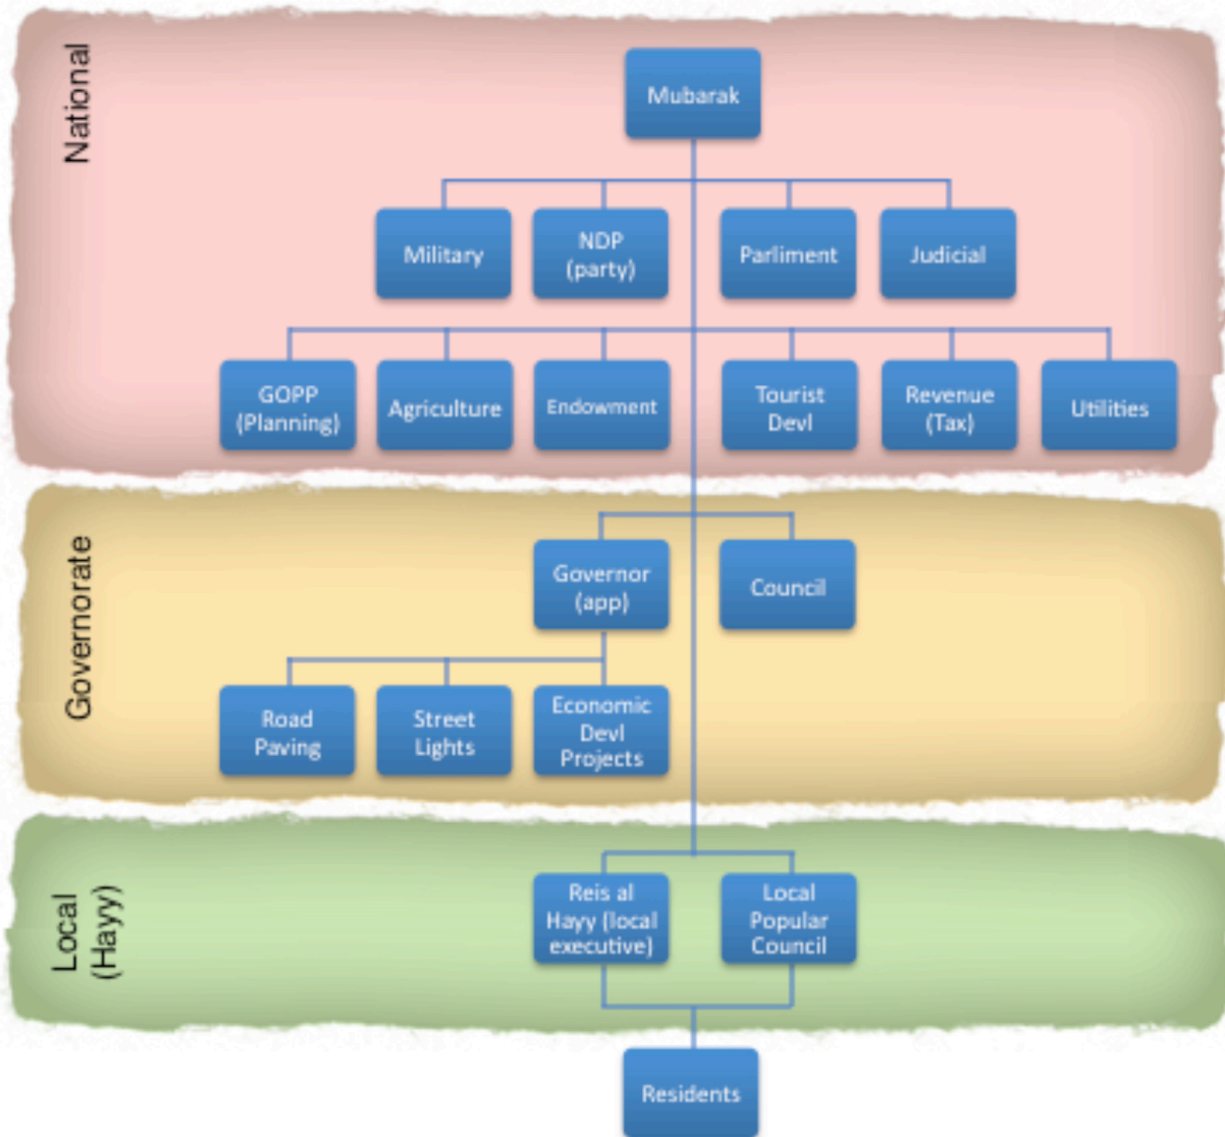 National
Mubarak
Military
NDP
(party)
Parliment
Judicial
GOPP
(Planning)
Agriculture
Endowment
Tourist
Devl
Revenue
(Tax)
Utilities
Governorate
Governor
(app)
Council
Road
Paving
Street
Lights
Economic
Devl
Projects
Local
(Hayy)
Reis al
Hayy (local
executive)
Local
Popular
Council
Residents